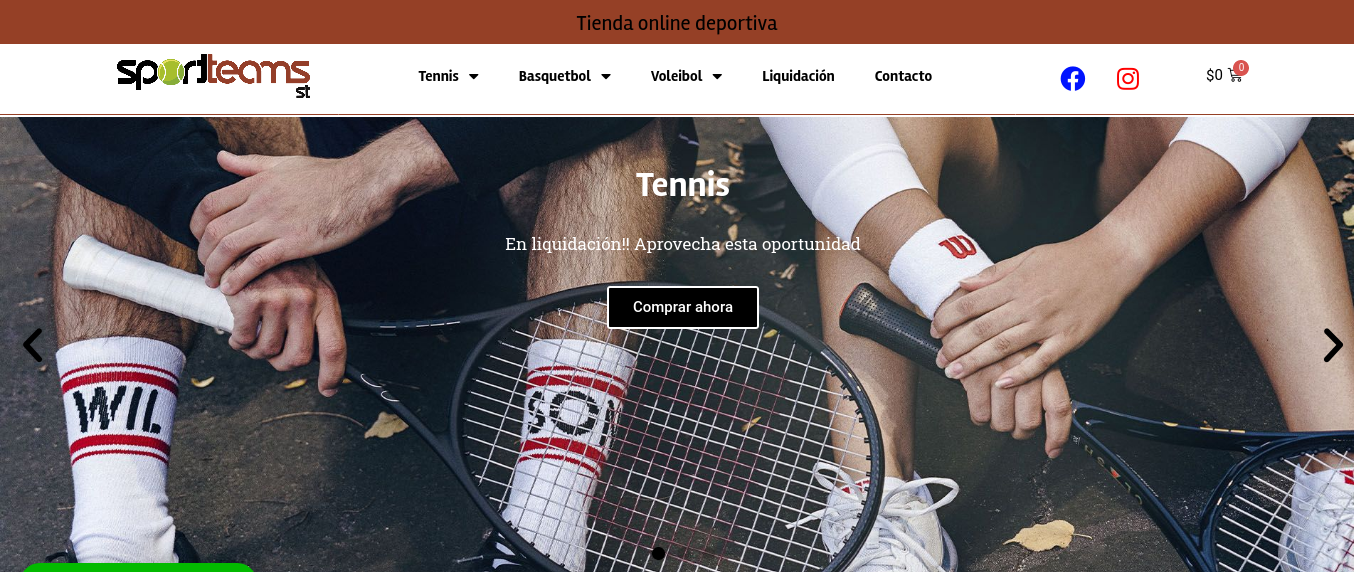 Tienda online deportiva
sportteams
st
Tennis
Basquetbol
Voleibol
Liquidación
Contacto
$0
0
Tennis
En liquidación!! Aprovecha esta oportunidad
Comprar ahora
WIL
SO
W